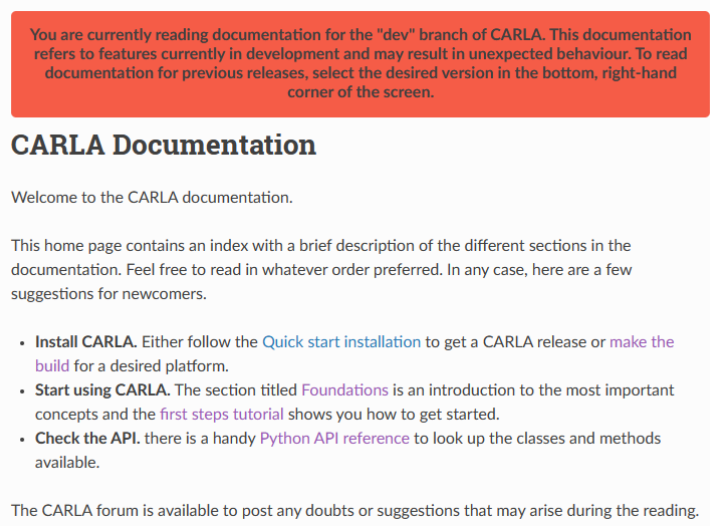 You are currently reading documentation for the "dev" branch of CARLA. This documentation
refers to features currently in development and may result in unexpected behaviour. To read
documentation for previous releases, select the desired version in the bottom, right-hand
corner of the screen.
CARLA Documentation
Welcome to the CARLA documentation.
This home page contains an index with a brief description of the different sections in the
documentation. Feel free to read in whatever order preferred. In any case, here are a few
suggestions for newcomers.
• Install CARLA. Either follow the Quick start installation to get a CARLA release or make the
build for a desired platform.
• Start using CARLA. The section titled Foundations is an introduction to the most important
concepts and the first steps tutorial shows you how to get started.
• Check the API. there is a handy Python API reference to look up the classes and methods
available.
The CARLA forum is available to post any doubts or suggestions that may arise during the reading.